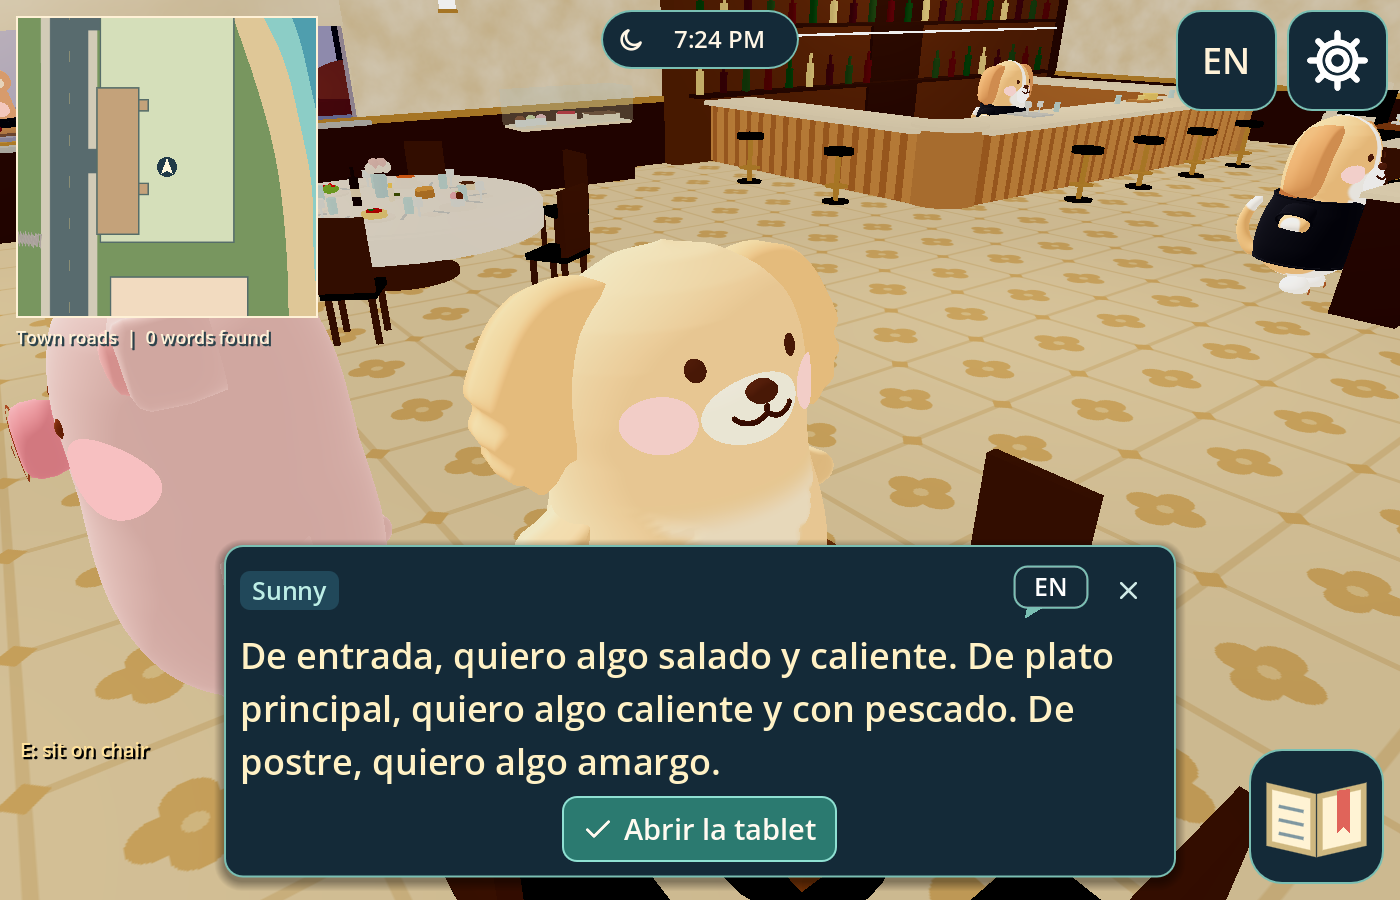 7:24 PM
EN
Town roads | 0 words found
Sunny
EN
De entrada, quiero algo salado y caliente. De plato
principal, quiero algo caliente y con pescado. De
postre, quiero algo amargo.
E: sit on chair
Abrir la tablet